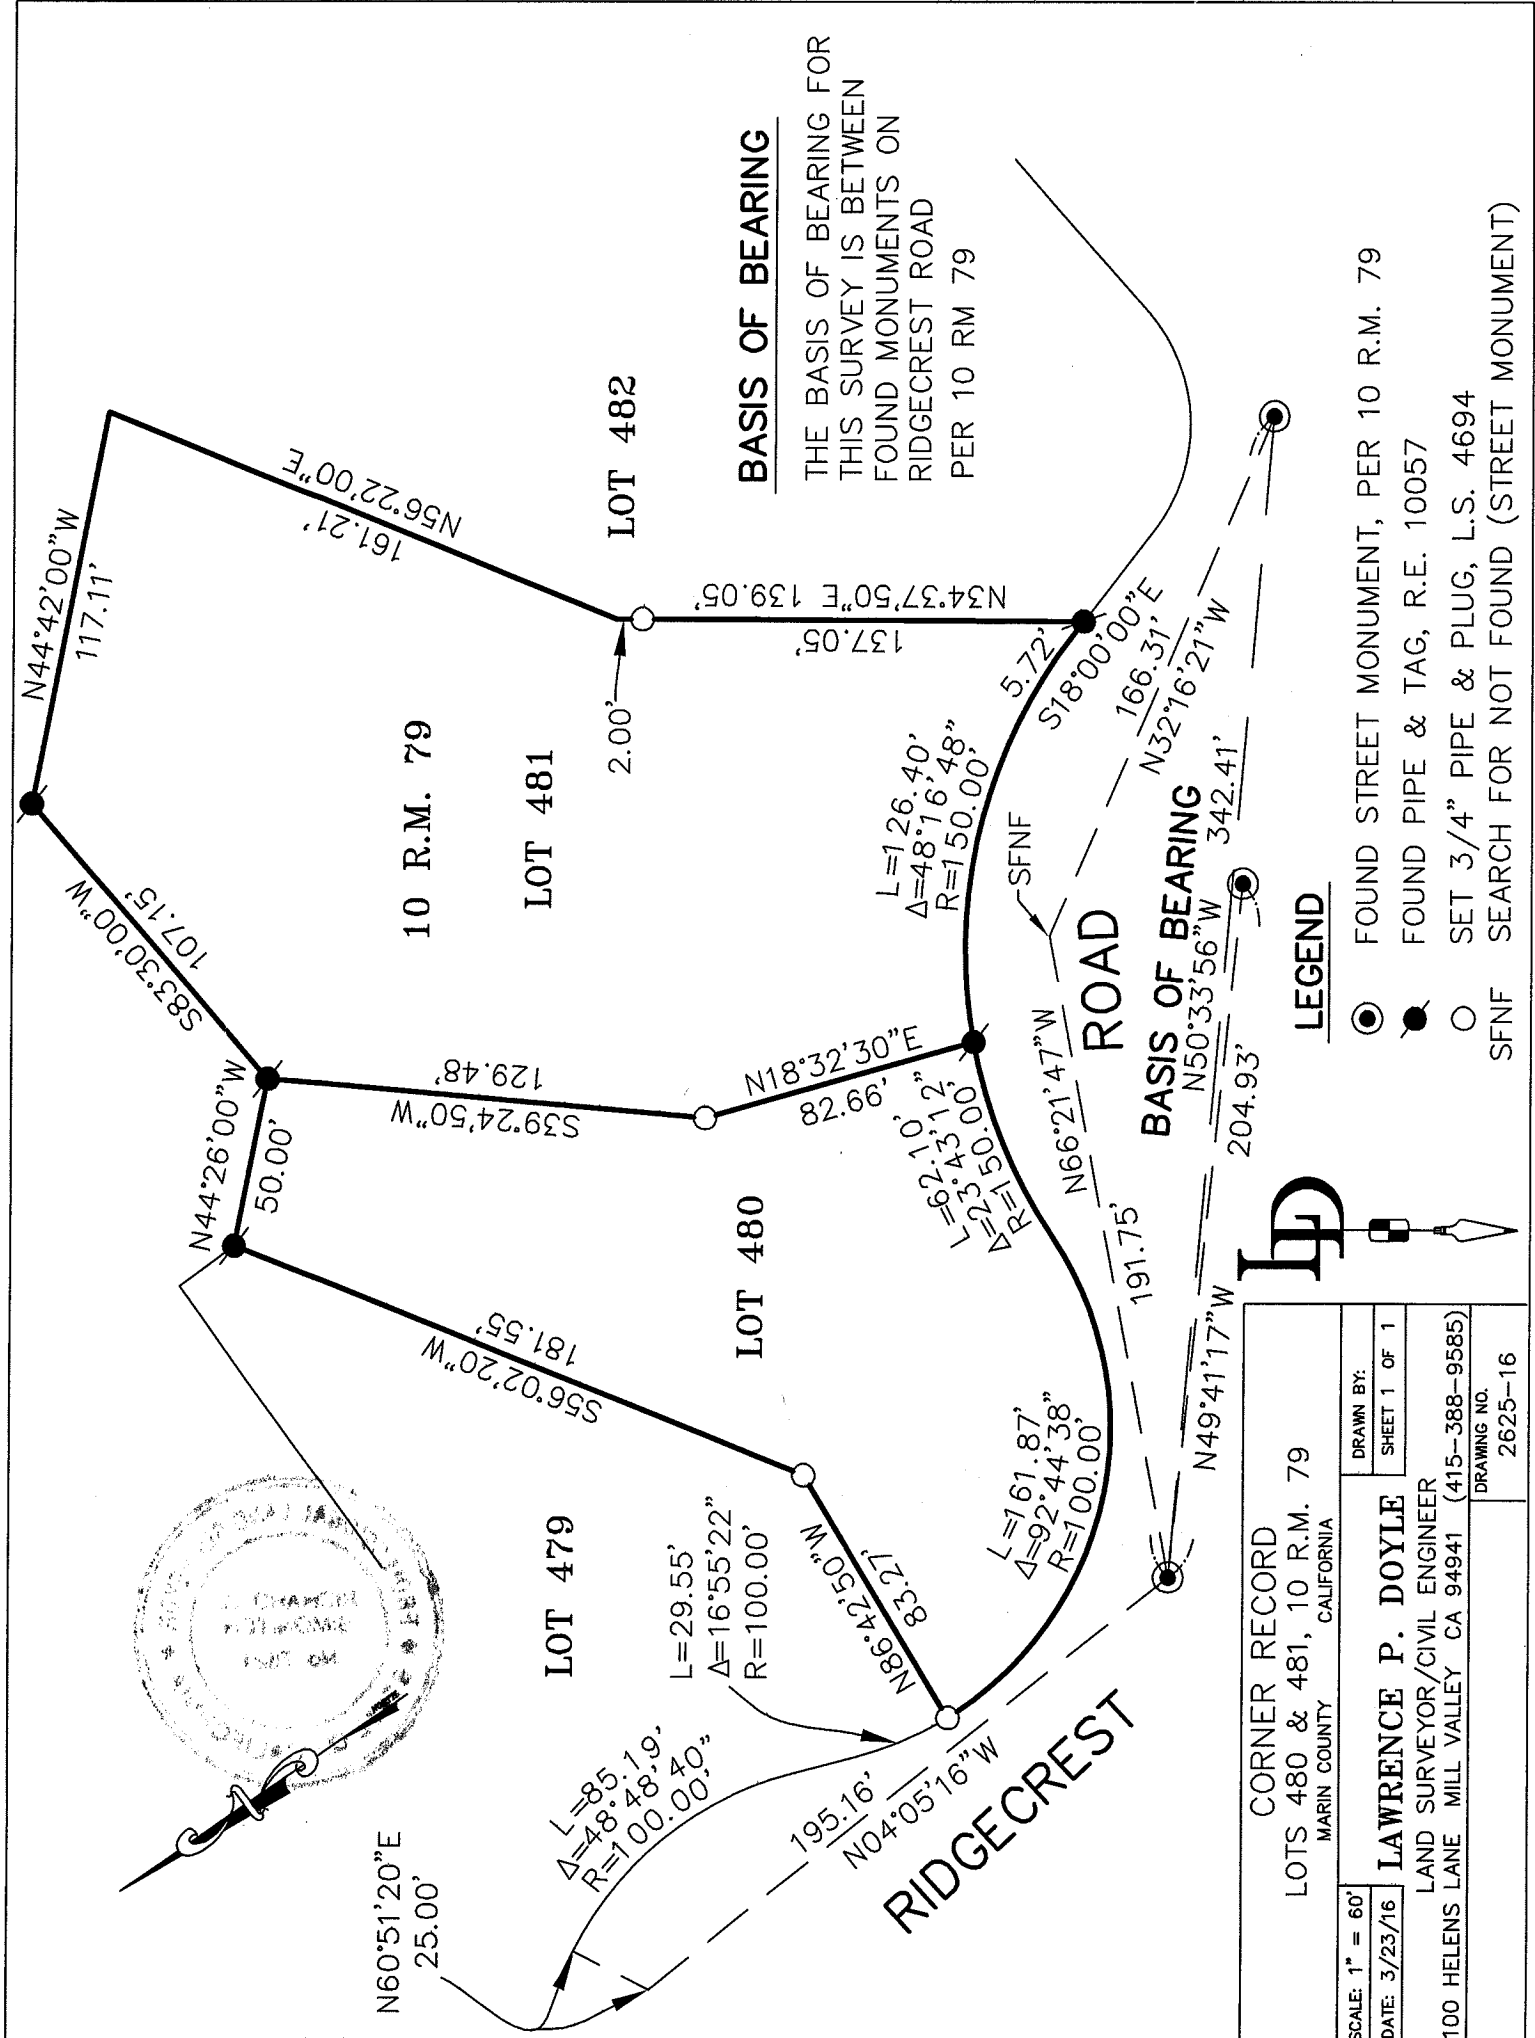 N44°42'00"W
117.11'
N56°22'00"E
161.21'
S83°30'00"W
107.15'
N44°26'00"W
50.00'
10 R.M. 79
LOT 481
LOT 482
2.00'
N34°37'50"E 139.05'
137.05'
S39°24'50"W
129.48'
N18°32'30"E
82.66'
S56°02'20"W
181.55'
LOT 480
LOT 479
N86°42'50"W
83.27'
L=29.55'
Δ=16°55'22"
R=100.00'
L=85.19'
Δ=48°48'40"
R=100.00'
N60°51'20"E
25.00'
NORTH
L=161.87'
Δ=92°44'38"
R=100.00'
L=62.10'
Δ=23°43'12"
R=150.00'
L=126.40'
Δ=48°16'48"
R=150.00'
5.72'
S18°00'00"E
SFNF
166.31'
N32°16'21"W
N66°21'47"W
191.75'
195.16'
N04°05'16"W
RIDGECREST
ROAD
BASIS OF BEARING
N50°33'56"W 342.41'
N49°41'17"W 204.93'
BASIS OF BEARING
THE BASIS OF BEARING FOR
THIS SURVEY IS BETWEEN
FOUND MONUMENTS ON
RIDGECREST ROAD
PER 10 RM 79
LEGEND
FOUND STREET MONUMENT, PER 10 R.M. 79
FOUND PIPE & TAG, R.E. 10057
SET 3/4" PIPE & PLUG, L.S. 4694
SFNF SEARCH FOR NOT FOUND (STREET MONUMENT)
LD
CORNER RECORD
LOTS 480 & 481, 10 R.M. 79
MARIN COUNTY CALIFORNIA
SCALE: 1" = 60'
DATE: 3/23/16
LAWRENCE P. DOYLE
DRAWN BY:
SHEET 1 OF 1
LAND SURVEYOR/CIVIL ENGINEER
100 HELENS LANE MILL VALLEY CA 94941 (415-388-9585)
DRAWING NO.
2625-16